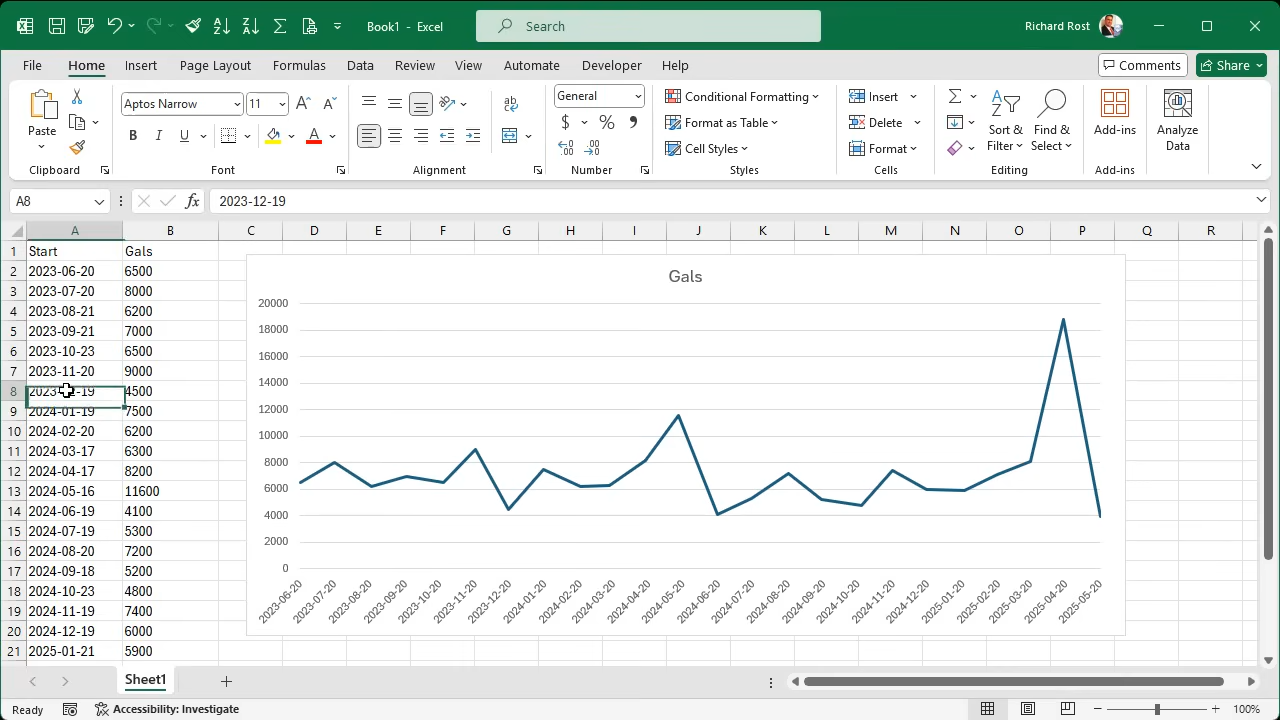 Book1 - Excel
Search
Richard Rost
File Home Insert Page Layout Formulas Data Review View Automate Developer Help
Comments Share
Paste
Clipboard
Aptos Narrow 11
B I U A
Font
ab
Alignment
General
$ % ,
Number
Conditional Formatting
Format as Table
Cell Styles
Styles
Insert
Delete
Format
Cells
Sort & Filter
Find & Select
Editing
Add-ins
Add-ins
Analyze Data
A8 fx 2023-12-19
A B C D E F G H I J K L M N O P Q R
1 Start Gals
2 2023-06-20 6500
3 2023-07-20 8000
4 2023-08-21 6200
5 2023-09-21 7000
6 2023-10-23 6500
7 2023-11-20 9000
8 2023-12-19 4500
9 2024-01-19 7500
10 2024-02-20 6200
11 2024-03-17 6300
12 2024-04-17 8200
13 2024-05-16 11600
14 2024-06-19 4100
15 2024-07-19 5300
16 2024-08-20 7200
17 2024-09-18 5200
18 2024-10-23 4800
19 2024-11-19 7400
20 2024-12-19 6000
21 2025-01-21 5900
Gals
20000
18000
16000
14000
12000
10000
8000
6000
4000
2000
0
2023-06-20
2023-07-20
2023-08-20
2023-09-20
2023-10-20
2023-11-20
2023-12-20
2024-01-20
2024-02-20
2024-03-20
2024-04-20
2024-05-20
2024-06-20
2024-07-20
2024-08-20
2024-09-20
2024-10-20
2024-11-20
2024-12-20
2025-01-20
2025-02-20
2025-03-20
2025-04-20
2025-05-20
Sheet1
Ready
Accessibility: Investigate
100%